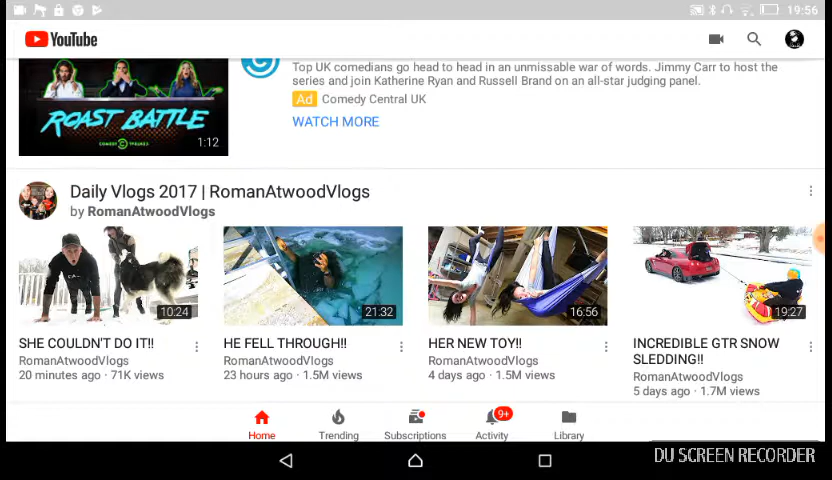 19:56
YouTube
Top UK comedians go head to head in an unmissable war of words. Jimmy Carr to host the
series and join Katherine Ryan and Russell Brand on an all-star judging panel.
Ad Comedy Central UK
WATCH MORE
ROAST BATTLE
1:12
Daily Vlogs 2017 | RomanAtwoodVlogs
by RomanAtwoodVlogs
10:24
21:32
16:56
19:27
SHE COULDN'T DO IT!!
RomanAtwoodVlogs
20 minutes ago · 71K views
HE FELL THROUGH!!
RomanAtwoodVlogs
23 hours ago · 1.5M views
HER NEW TOY!!
RomanAtwoodVlogs
4 days ago · 1.5M views
INCREDIBLE GTR SNOW
SLEDDING!!
RomanAtwoodVlogs
5 days ago · 1.7M views
Home
Trending
Subscriptions
9+
Activity
Library
DU SCREEN RECORDER